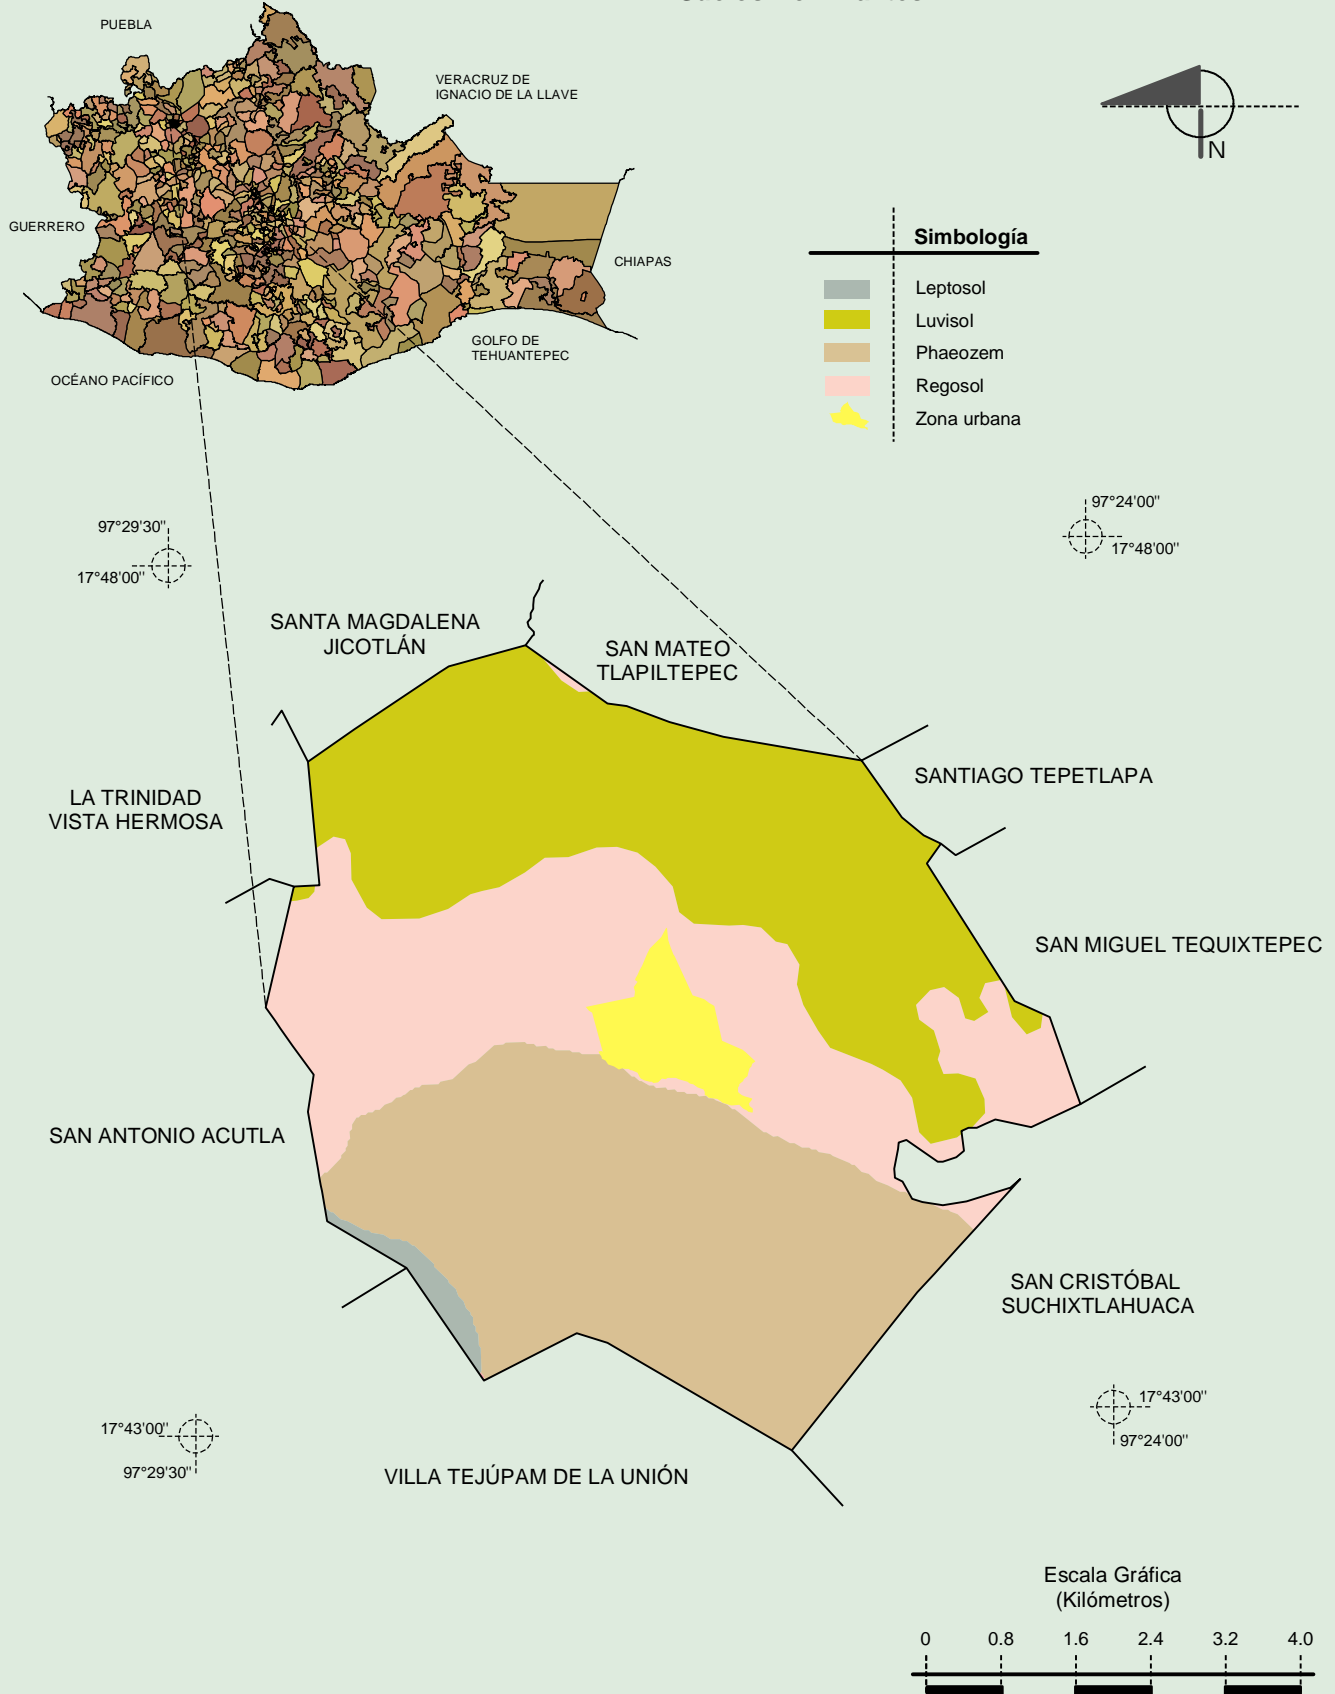 PUEBLA
VERACRUZ DE
IGNACIO DE LA LLAVE
N
GUERRERO
CHIAPAS
GOLFO DE
TEHUANTEPEC
OCÉANO PACÍFICO
Simbología
Leptosol
Luvisol
Phaeozem
Regosol
Zona urbana
97°29'30"
17°48'00"
97°24'00"
17°48'00"
SANTA MAGDALENA
JICOTLÁN
SAN MATEO
TLAPILTEPEC
SANTIAGO TEPETLAPA
LA TRINIDAD
VISTA HERMOSA
SAN MIGUEL TEQUIXTEPEC
SAN ANTONIO ACUTLA
SAN CRISTÓBAL
SUCHIXTLAHUACA
17°43'00"
97°29'30"
17°43'00"
97°24'00"
VILLA TEJÚPAM DE LA UNIÓN
Escala Gráfica
(Kilómetros)
0 0.8 1.6 2.4 3.2 4.0